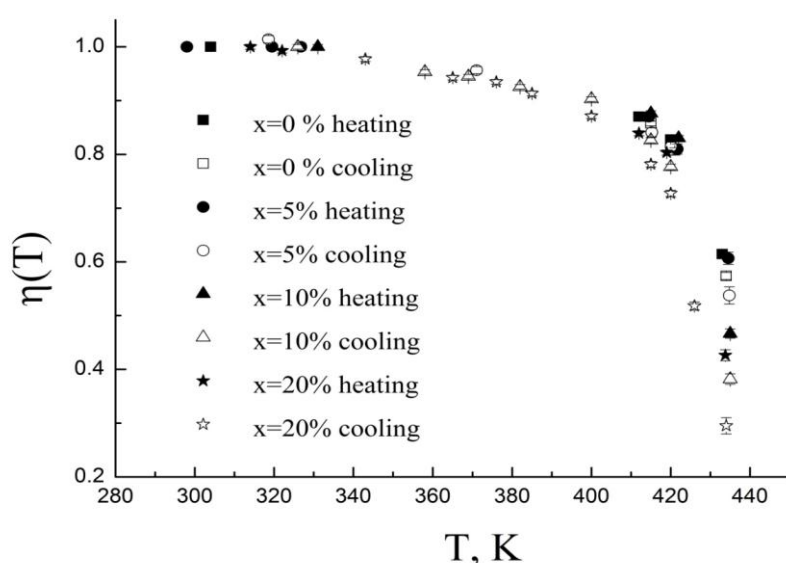 η(T)
1.0
0.8
0.6
0.4
0.2
x=0 % heating
x=0 % cooling
x=5% heating
x=5% cooling
x=10% heating
x=10% cooling
x=20% heating
x=20% cooling
280 300 320 340 360 380 400 420 440
T, K